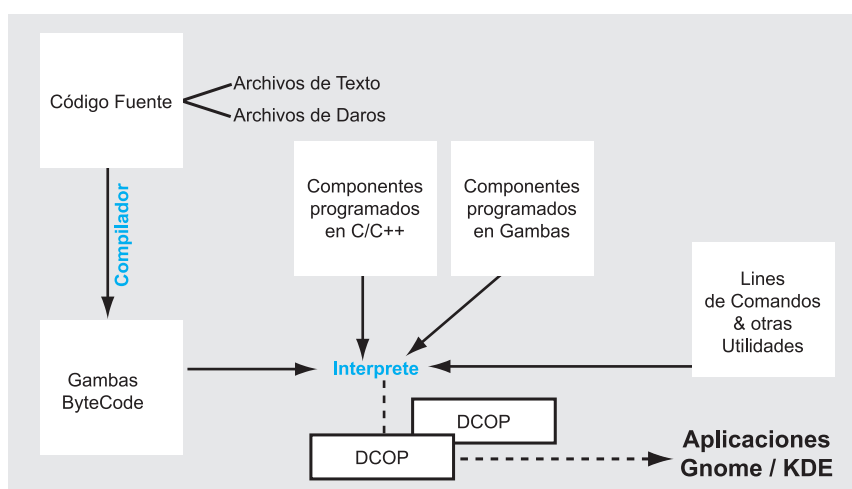 Código Fuente
Archivos de Texto
Archivos de Daros
Compilador
Componentes
programados
en C/C++
Componentes
programados
en Gambas
Lines
de Comandos
& otras
Utilidades
Gambas
ByteCode
Interprete
DCOP
DCOP
Aplicaciones
Gnome / KDE